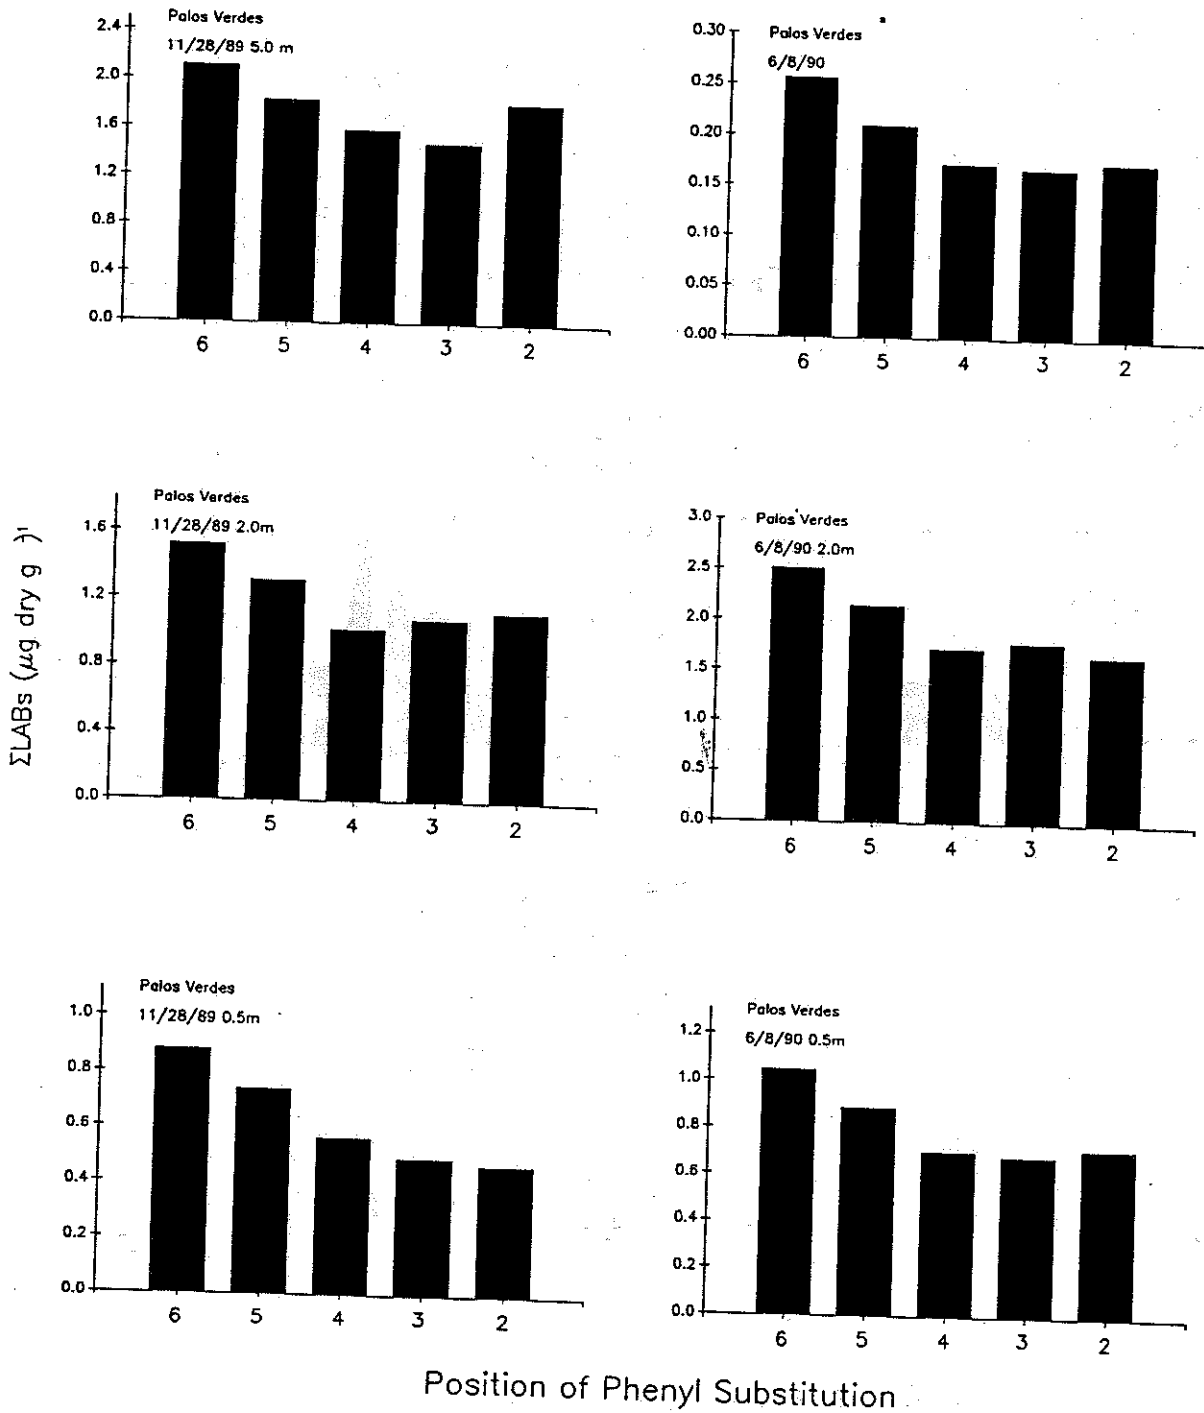 Palos Verdes
11/28/89 5.0 m
2.4
2.0
1.6
1.2
0.8
0.4
0.0
6 5 4 3 2
Palos Verdes
6/8/90
0.30
0.25
0.20
0.15
0.10
0.05
0.00
6 5 4 3 2
ΣLABs (μg dry g )¹
Palos Verdes
11/28/89 2.0m
1.6
1.2
0.8
0.4
0.0
6 5 4 3 2
Palos Verdes
6/8/90 2.0m
3.0
2.5
2.0
1.5
1.0
0.5
0.0
6 5 4 3 2
Palos Verdes
11/28/89 0.5m
1.0
0.8
0.6
0.4
0.2
0.0
6 5 4 3 2
Palos Verdes
6/8/90 0.5m
1.2
1.0
0.8
0.6
0.4
0.2
0.0
6 5 4 3 2
Position of Phenyl Substitution